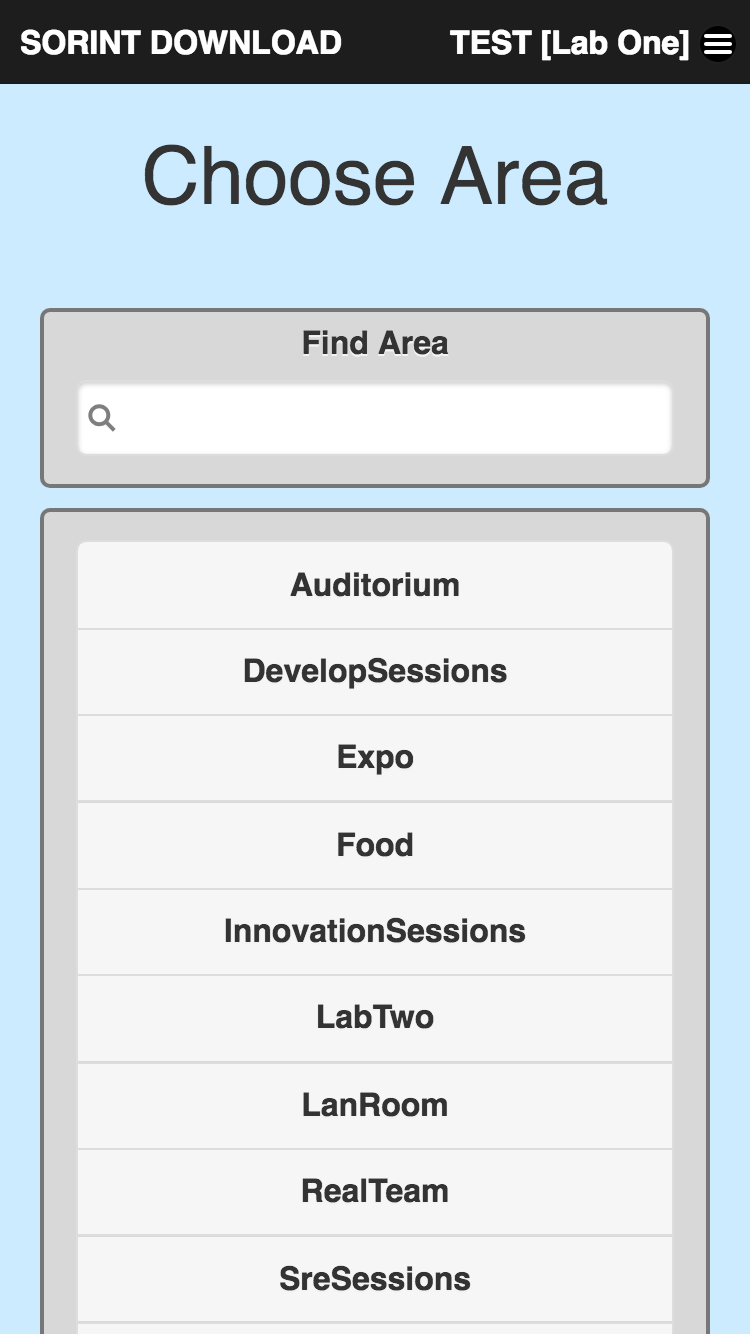 SORINT DOWNLOAD TEST [Lab One]
Choose Area
Find Area
Auditorium
DevelopSessions
Expo
Food
InnovationSessions
LabTwo
LanRoom
RealTeam
SreSessions